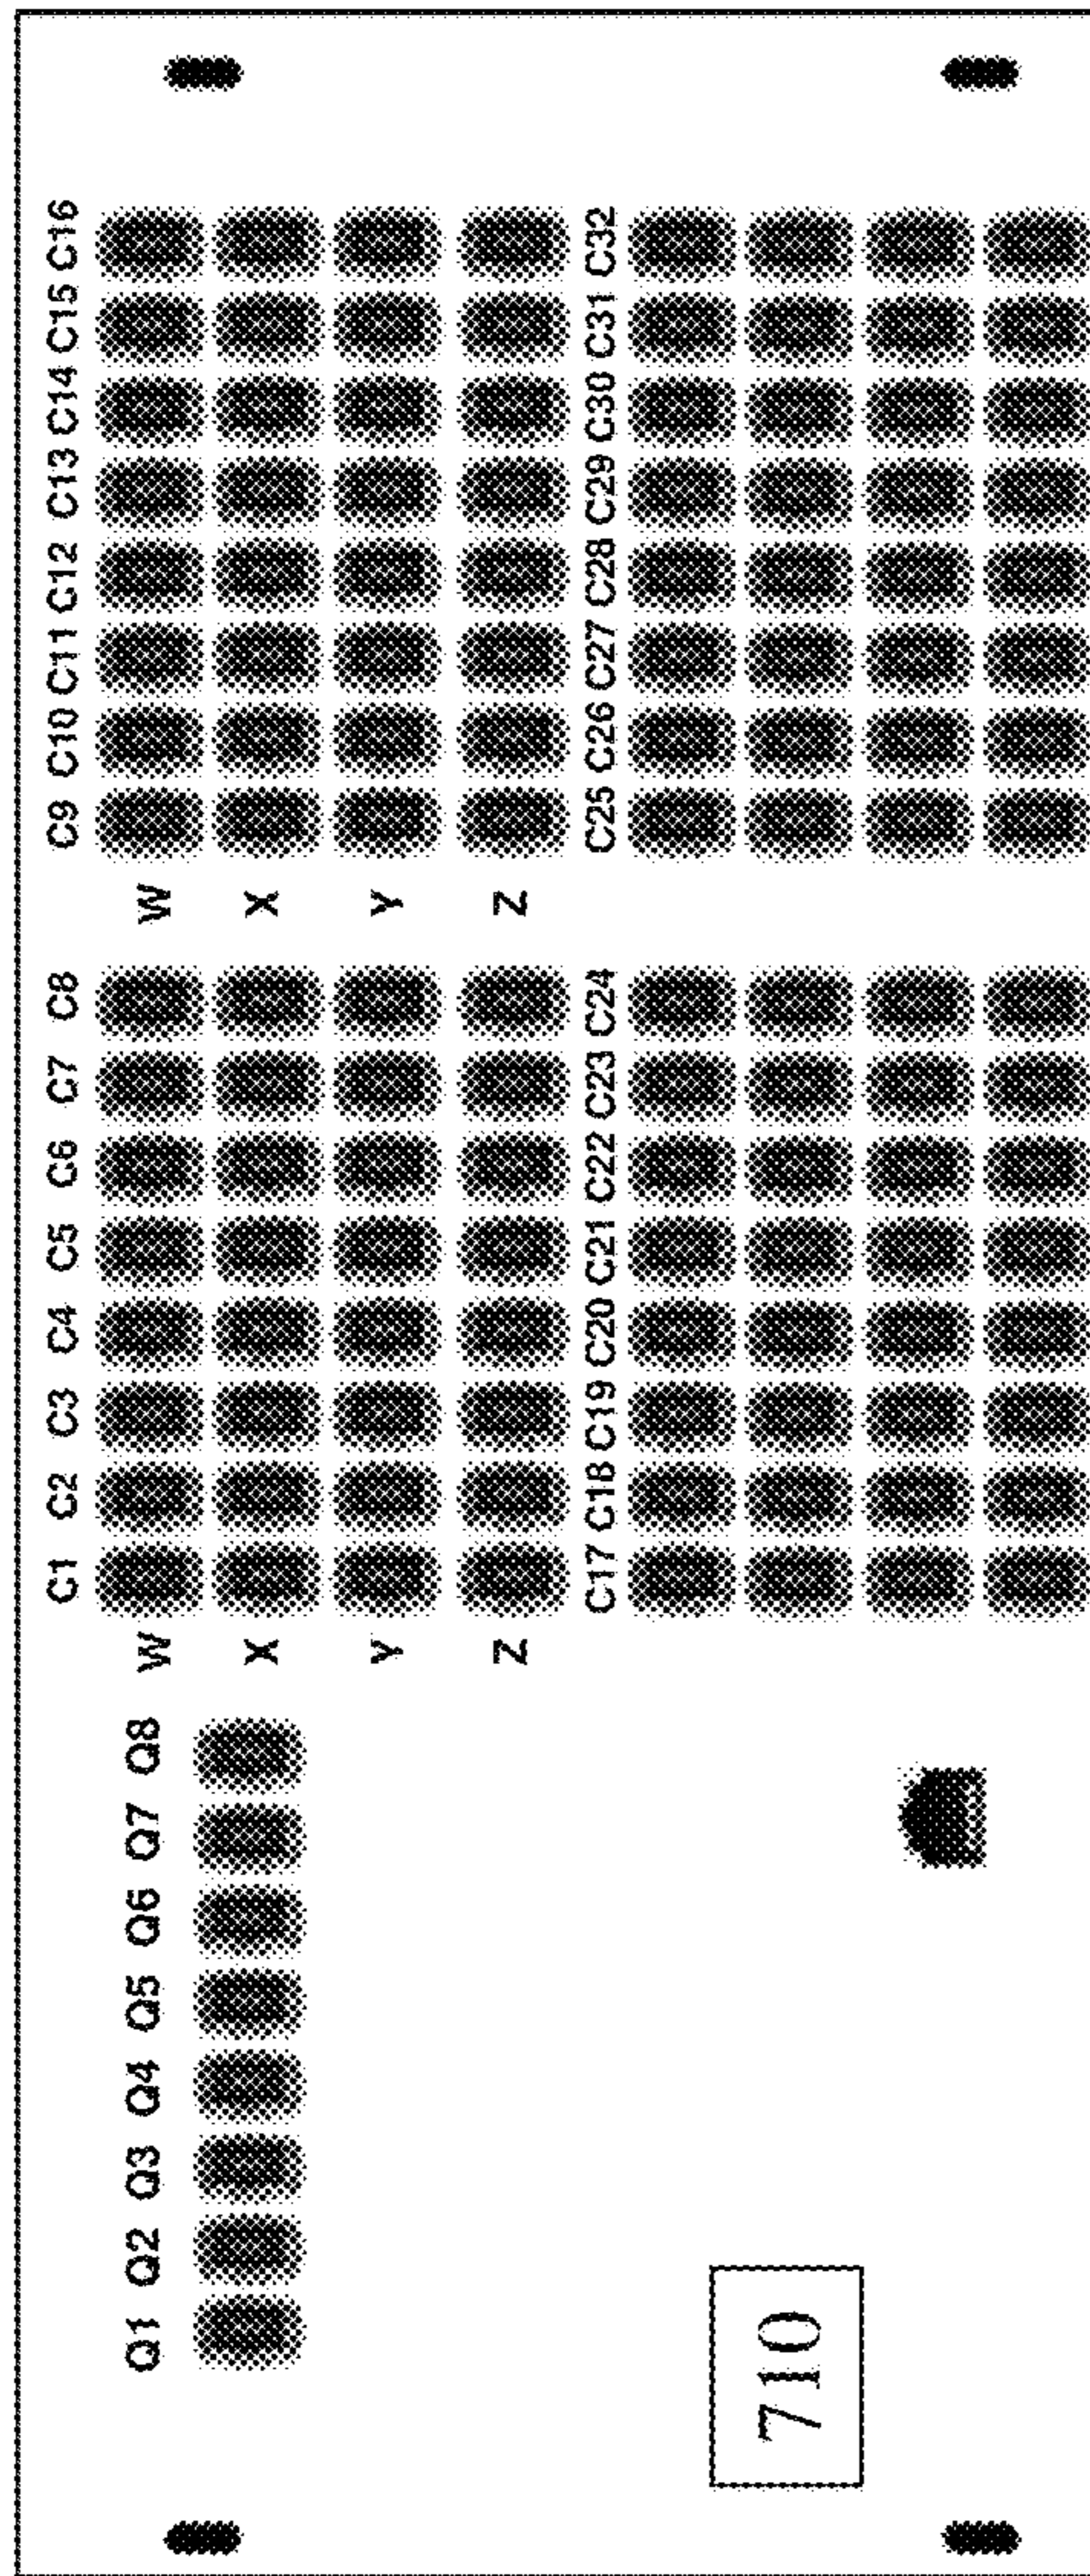 C1 C2 C3 C4 C5 C6 C7 C8 C9 C10 C11 C12 C13 C14 C15 C16
Q1 Q2 Q3 Q4 Q5 Q6 Q7 Q8 W W
X X
Y Y
Z Z
C17 C18 C19 C20 C21 C22 C23 C24 C25 C26 C27 C28 C29 C30 C31 C32
710